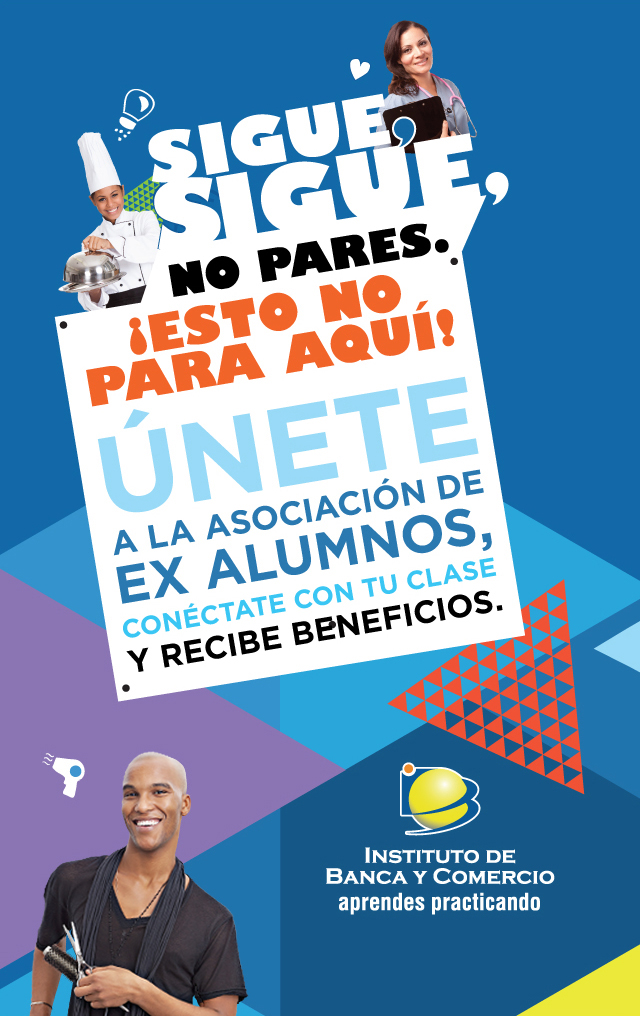 SIGUE,
SIGUE,
NO PARES.
¡ESTO NO
PARA AQUÍ!
ÚNETE
A LA ASOCIACIÓN DE
EX ALUMNOS,
CONÉCTATE CON TU CLASE
Y RECIBE BENEFICIOS.
INSTITUTO DE
BANCA Y COMERCIO
aprendes practicando